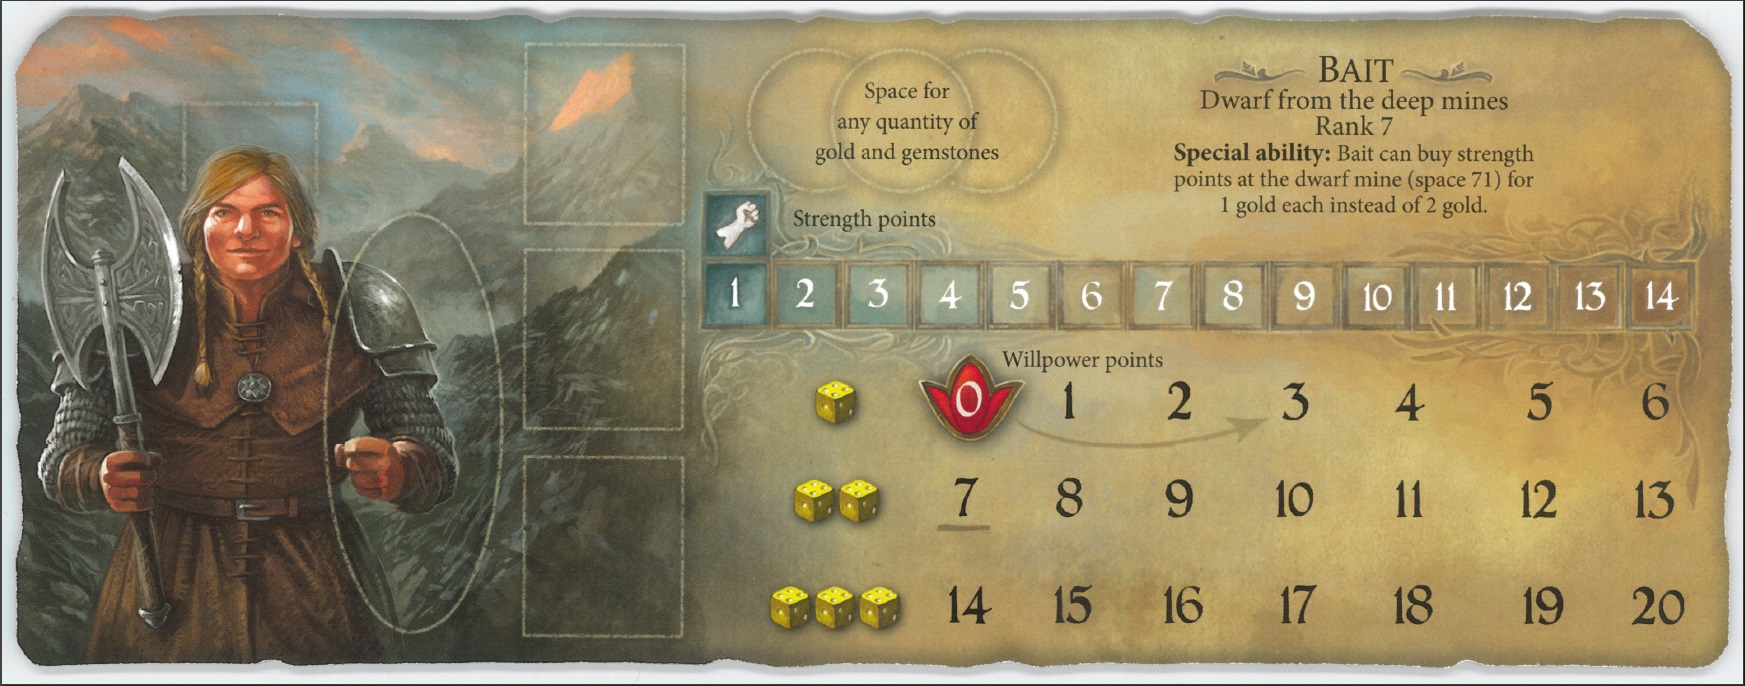 BAIT
Dwarf from the deep mines
Rank 7
Special ability: Bait can buy strength
points at the dwarf mine (space 71) for
1 gold each instead of 2 gold.
Space for
any quantity of
gold and gemstones
Strength points
1 2 3 4 5 6 7 8 9 10 11 12 13 14
Willpower points
0 1 2 3 4 5 6
7 8 9 10 11 12 13
14 15 16 17 18 19 20